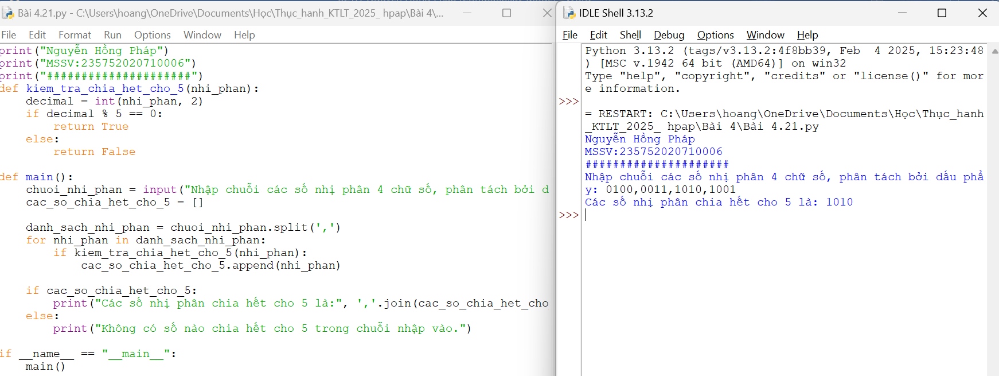 Bài 4.21.py - C:\Users\hoang\OneDrive\Documents\Học\Thực_hanh_KTLT_2025_ hpap\Bài 4\...
File Edit Format Run Options Window Help
print("Nguyễn Hồng Pháp")
print("MSSV:235752020710006")
print("#####################")
def kiem_tra_chia_het_cho_5(nhi_phan):
    decimal = int(nhi_phan, 2)
    if decimal % 5 == 0:
        return True
    else:
        return False
def main():
    chuoi_nhi_phan = input("Nhập chuỗi các số nhị phân 4 chữ số, phân tách bởi d
    cac_so_chia_het_cho_5 = []
    danh_sach_nhi_phan = chuoi_nhi_phan.split(',')
    for nhi_phan in danh_sach_nhi_phan:
        if kiem_tra_chia_het_cho_5(nhi_phan):
            cac_so_chia_het_cho_5.append(nhi_phan)
    if cac_so_chia_het_cho_5:
        print("Các số nhị phân chia hết cho 5 là:", ','.join(cac_so_chia_het_cho
    else:
        print("Không có số nào chia hết cho 5 trong chuỗi nhập vào.")
if __name__ == "__main__":
    main()
IDLE Shell 3.13.2
File Edit Shell Debug Options Window Help
Python 3.13.2 (tags/v3.13.2:4f8bb39, Feb  4 2025, 15:23:48
) [MSC v.1942 64 bit (AMD64)] on win32
Type "help", "copyright", "credits" or "license()" for mor
e information.
>>>
= RESTART: C:\Users\hoang\OneDrive\Documents\Học\Thực_hanh
_KTLT_2025_ hpap\Bài 4\Bài 4.21.py
Nguyễn Hồng Pháp
MSSV:235752020710006
#####################
Nhập chuỗi các số nhị phân 4 chữ số, phân tách bởi dấu phẩ
y: 0100,0011,1010,1001
Các số nhị phân chia hết cho 5 là: 1010
>>>